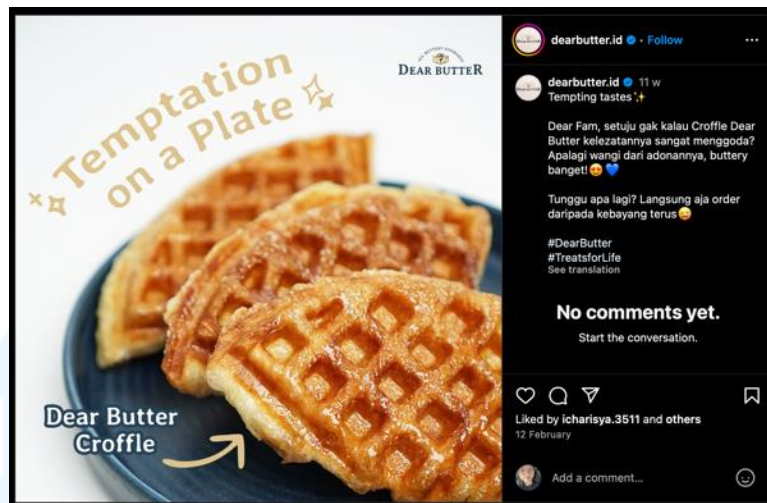 Temptation
on a Plate
DEAR BUTTER
Dear Butter
Croffle
dearbutter.id • Follow
dearbutter.id 11 w
Tempting tastes✨
Dear Fam, setuju gak kalau Croffle Dear
Butter kelezatannya sangat menggoda?
Apalagi wangi dari adonannya, buttery
banget!😍💙
Tunggu apa lagi? Langsung aja order
daripada kebayang terus😜
#DearButter
#TreatsforLife
See translation
No comments yet.
Start the conversation.
Liked by icharisya.3511 and others
12 February
Add a comment...